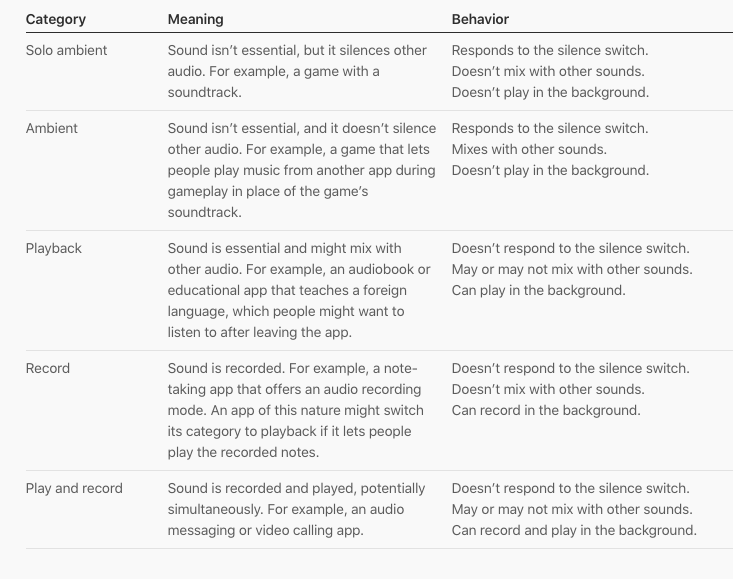 Category Meaning Behavior
Solo ambient Sound isn’t essential, but it silences other Responds to the silence switch.
audio. For example, a game with a Doesn’t mix with other sounds.
soundtrack. Doesn’t play in the background.
Ambient Sound isn’t essential, and it doesn’t silence Responds to the silence switch.
other audio. For example, a game that lets Mixes with other sounds.
people play music from another app during Doesn’t play in the background.
gameplay in place of the game’s
soundtrack.
Playback Sound is essential and might mix with Doesn’t respond to the silence switch.
other audio. For example, an audiobook or May or may not mix with other sounds.
educational app that teaches a foreign Can play in the background.
language, which people might want to
listen to after leaving the app.
Record Sound is recorded. For example, a note- Doesn’t respond to the silence switch.
taking app that offers an audio recording Doesn’t mix with other sounds.
mode. An app of this nature might switch Can record in the background.
its category to playback if it lets people
play the recorded notes.
Play and record Sound is recorded and played, potentially Doesn’t respond to the silence switch.
simultaneously. For example, an audio May or may not mix with other sounds.
messaging or video calling app. Can record and play in the background.